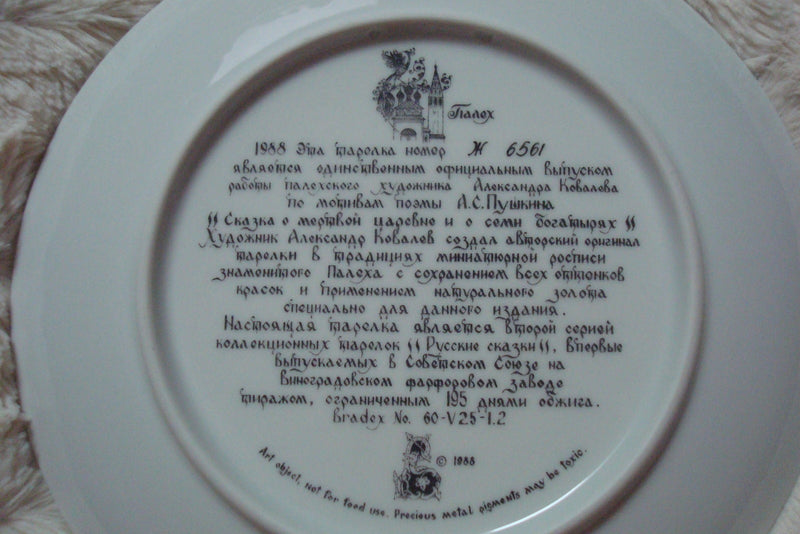 Палех
1988 Эта тарелка номер Ж 6561
является единственным официальным выпуском
работы палехского художника Александра Ковалева
по мотивам поэмы А.С.Пушкина
"Сказка о мертвой царевне и о семи богатырях"
Художник Александр Ковалев создал авторский оригинал
тарелки в традициях миниатюрной росписи
знаменитого Палеха с сохранением всех оттенков
красок и применением натурального золота
специально для данного издания.
Настоящая тарелка является второй серией
коллекционных тарелок "Русские сказки", впервые
выпускаемых в Советском Союзе на
Виноградовском фарфоровом заводе
тиражом, ограниченным 195 днями обжига.
Bradex No. 60-V25-1.2
© 1988
Art object, not for food use. Precious metal pigments may be toxic.